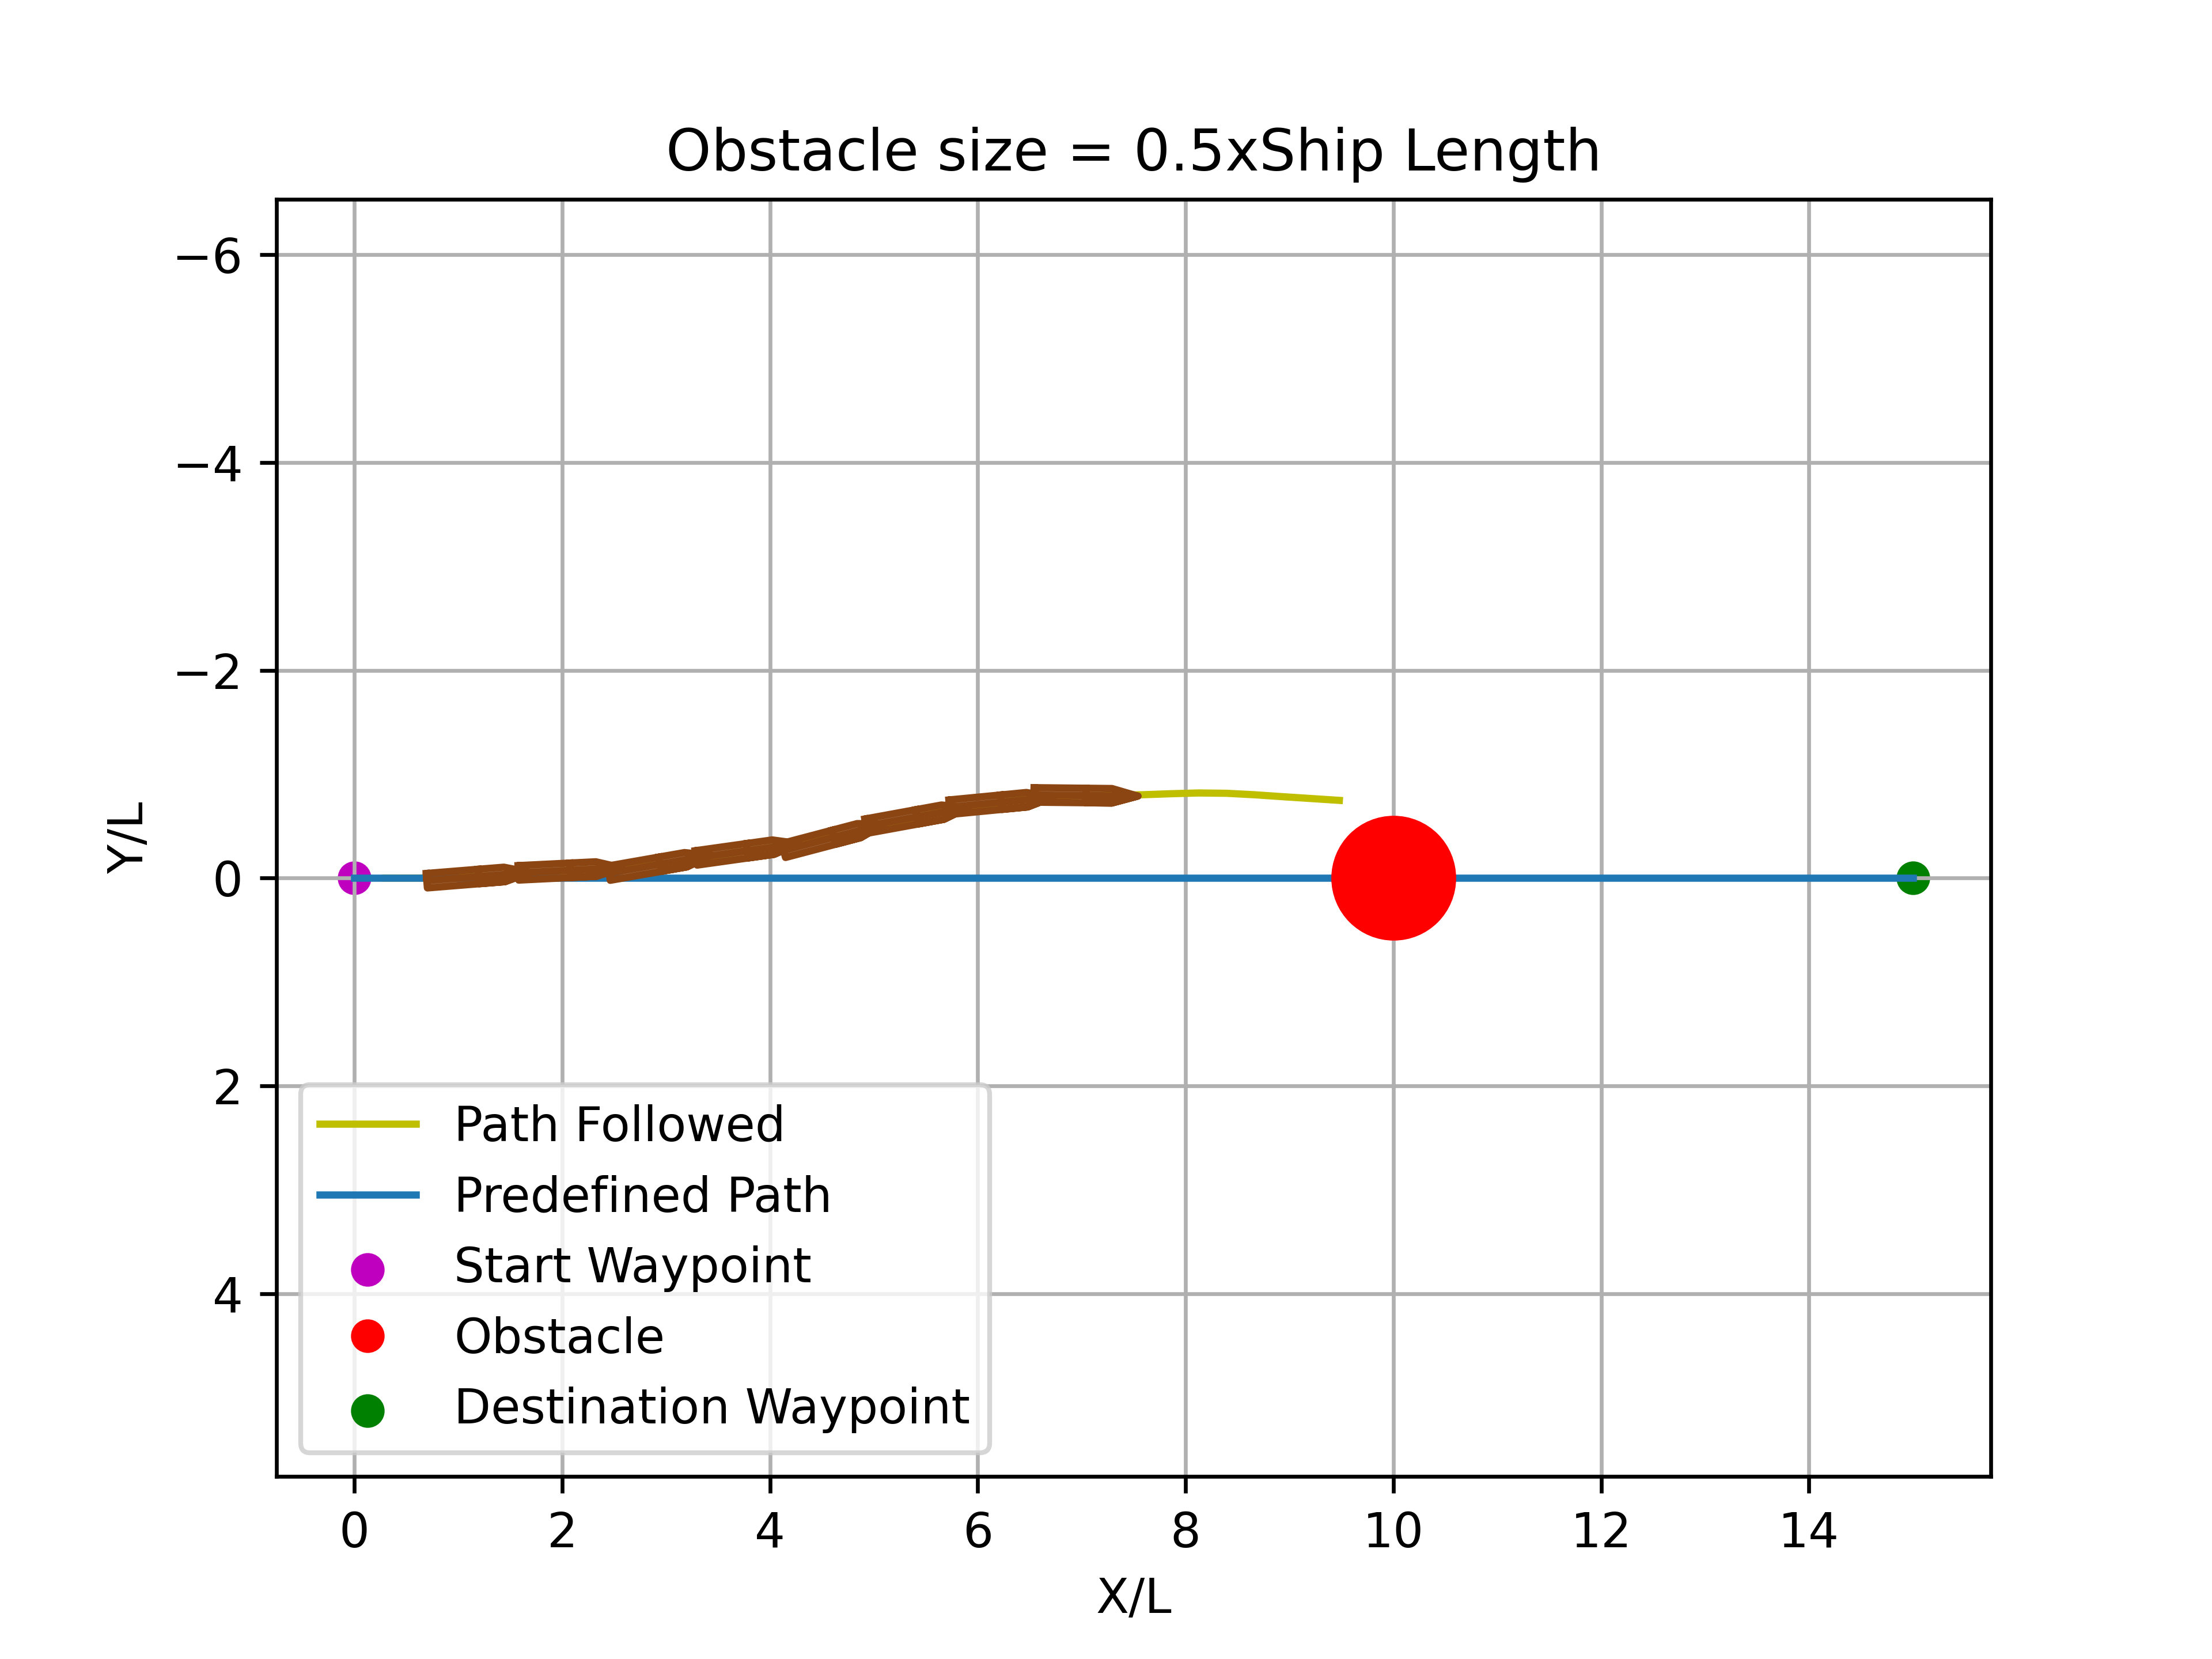 Obstacle size = 0.5xShip Length
−6
−4
−2
0
2
4
Y/L
Path Followed
Predefined Path
Start Waypoint
Obstacle
Destination Waypoint
0 2 4 6 8 10 12 14
X/L